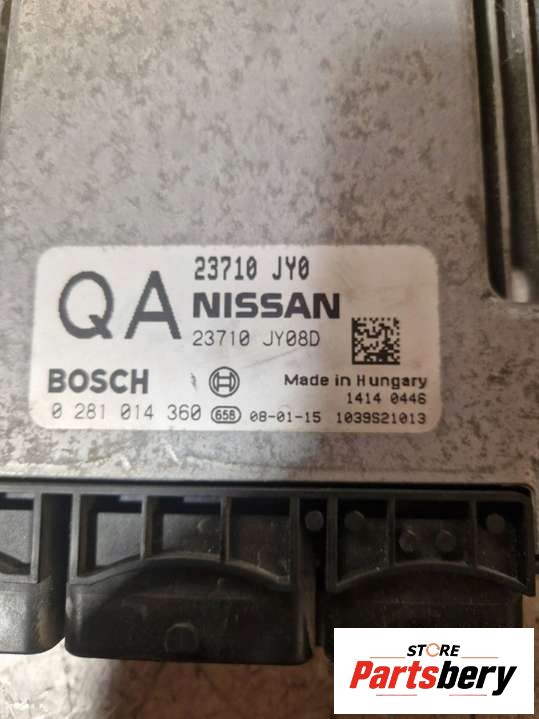 23710 JY0
QA NISSAN
23710 JY08D
BOSCH Made in Hungary
1414 0446
0 281 014 360 658 08-01-15 1039S21013
STORE
Partsbery